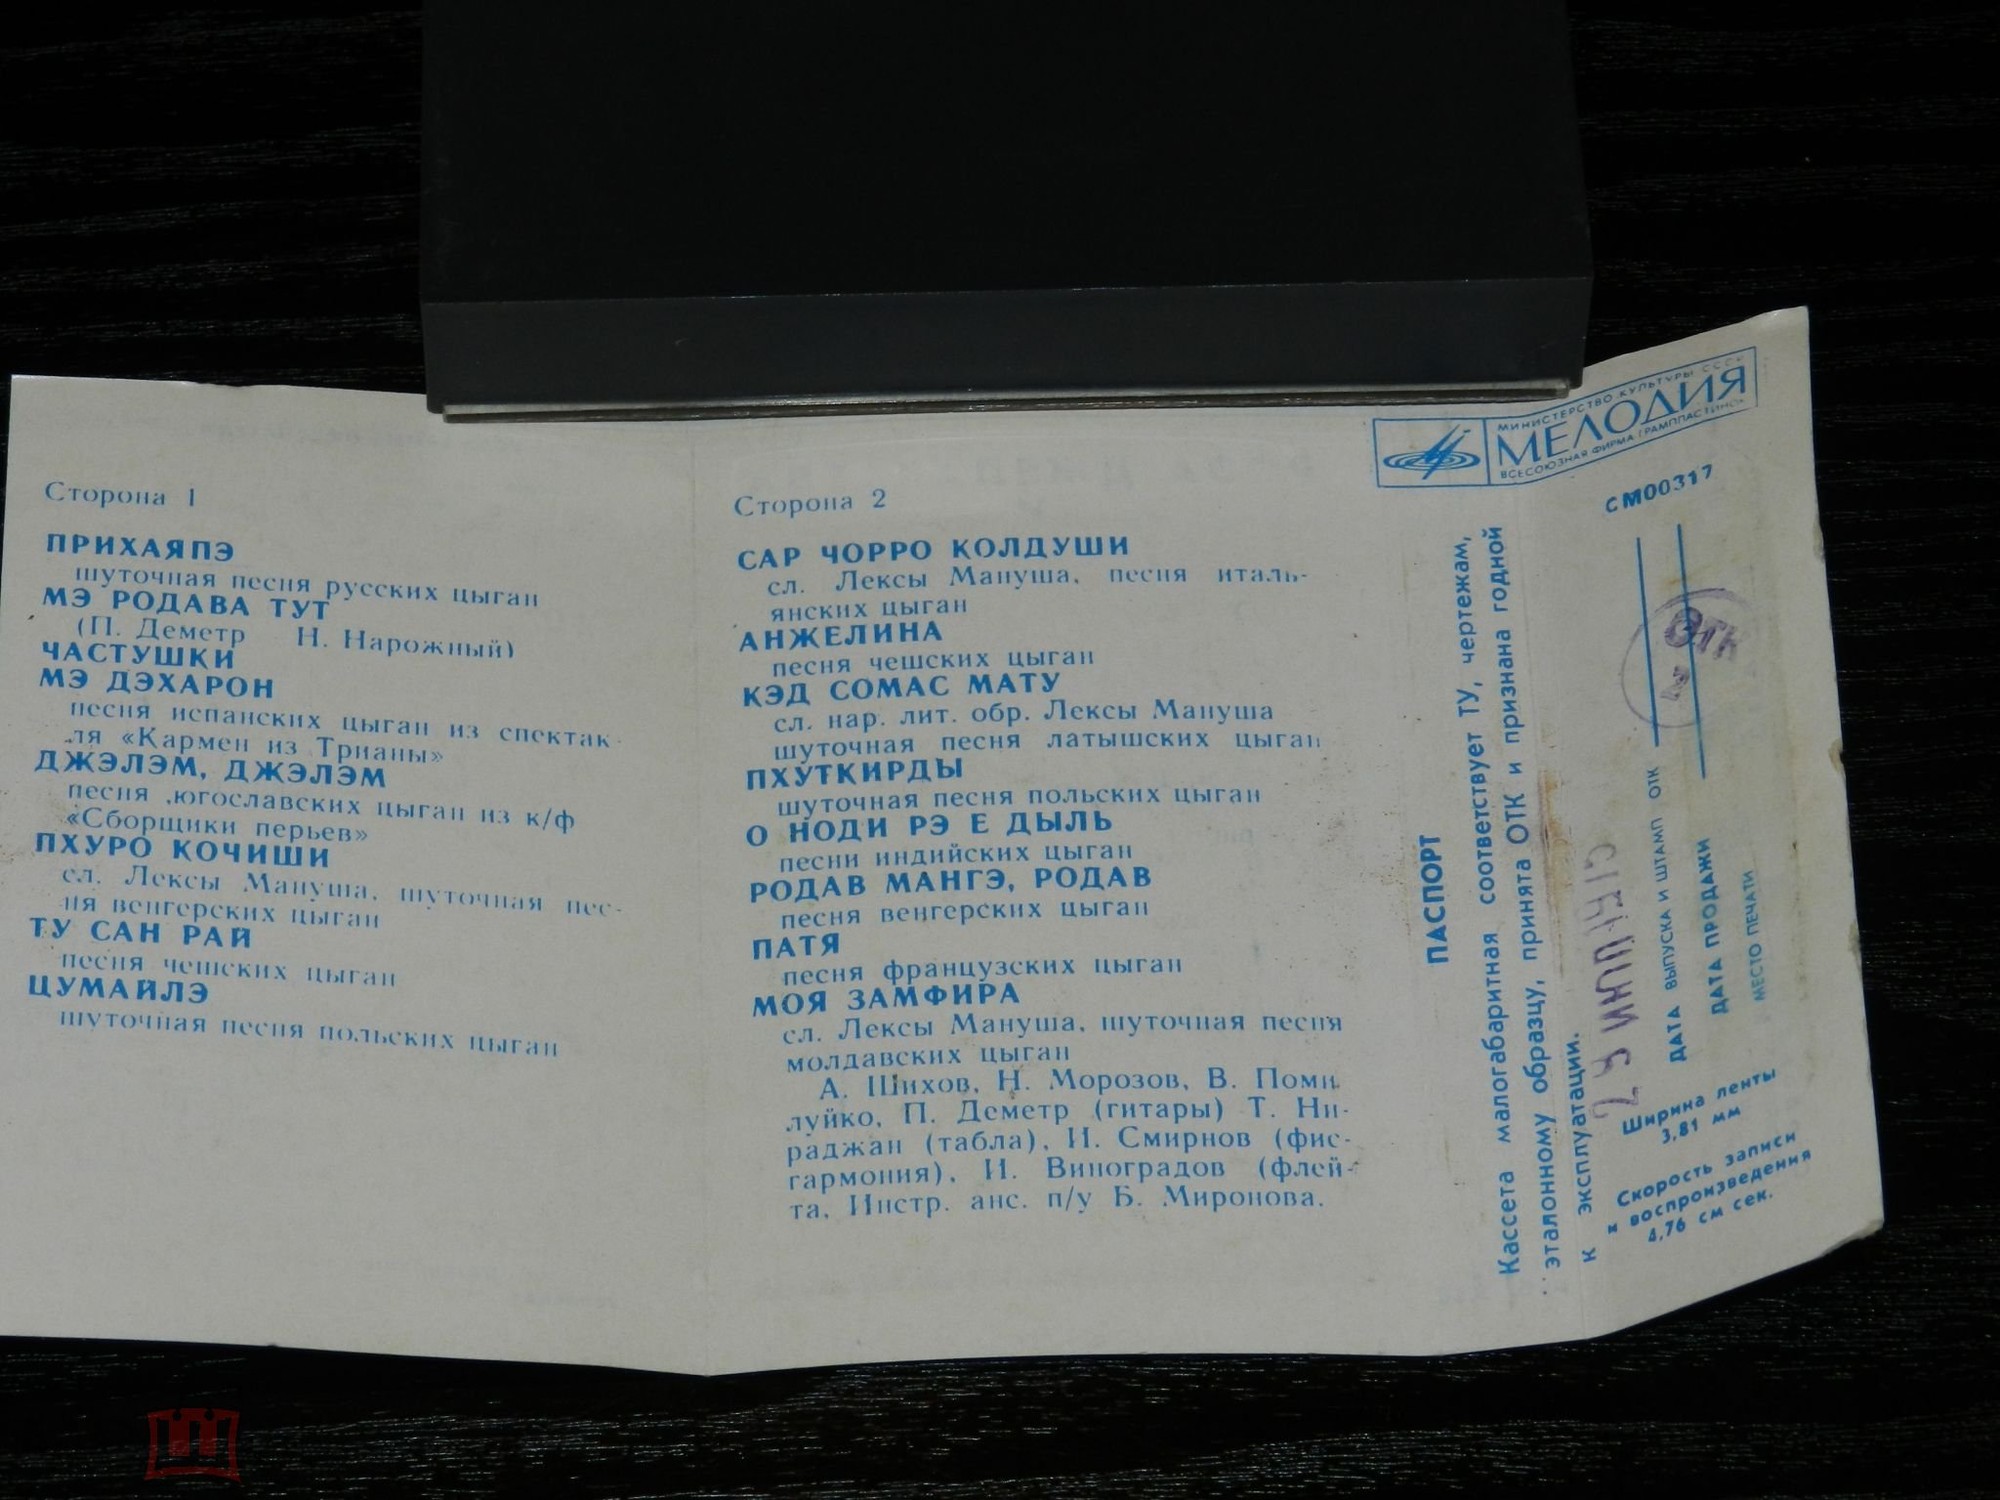 Сторона 1
ПРИХАЯПЭ
шуточная песня русских цыган
МЭ РОДАВА ТУТ
(П. Деметр Н. Нарожный)
ЧАСТУШКИ
МЭ ДЭХАРОН
песня испанских цыган из спектак-
ля «Кармен из Трианы»
ДЖЭЛЭМ, ДЖЭЛЭМ
песня югославских цыган из к/ф
«Сборщики перьев»
ПХУРО КОЧИШИ
сл. Лексы Мануша, шуточная пес-
ня венгерских цыган
ТУ САН РАЙ
песня чешских цыган
ЦУМАЙЛЭ
шуточная песня польских цыган
Сторона 2
САР ЧОРРО КОЛДУШИ
сл. Лексы Мануша, песня италь-
янских цыган
АНЖЕЛИНА
песня чешских цыган
КЭД СОМАС МАТУ
сл. нар. лит. обр. Лексы Мануша
шуточная песня латышских цыган
ПХУТКИРДЫ
шуточная песня польских цыган
О НОДИ РЭ Е ДЫЛЬ
песни индийских цыган
РОДАВ МАНГЭ, РОДАВ
песня венгерских цыган
ПАТЯ
песня французских цыган
МОЯ ЗАМФИРА
сл. Лексы Мануша, шуточная песня
молдавских цыган
А. Шихов, Н. Морозов, В. Поми
луйко, П. Деметр (гитары) Т. Ни-
раджан (табла), И. Смирнов (фис-
гармония), И. Виноградов (флей-
та, Инстр. анс. п/у Б. Миронова.
МИНИСТЕРСТВО КУЛЬТУРЫ СССР
МЕЛОДИЯ
ВСЕСОЮЗНАЯ ФИРМА ГРАМПЛАСТИНОК
СМ00317
ПАСПОРТ
Кассета малогабаритная соответствует ТУ, чертежам,
эталонному образцу, принята ОТК и признана годной
к эксплуатации.
ОТК
ДАТА ВЫПУСКА И ШТАМП ОТК
ДАТА ПРОДАЖИ
МЕСТО ПЕЧАТИ
Ширина ленты
3,81 мм
Скорость записи
и воспроизведения
4,76 см сек.